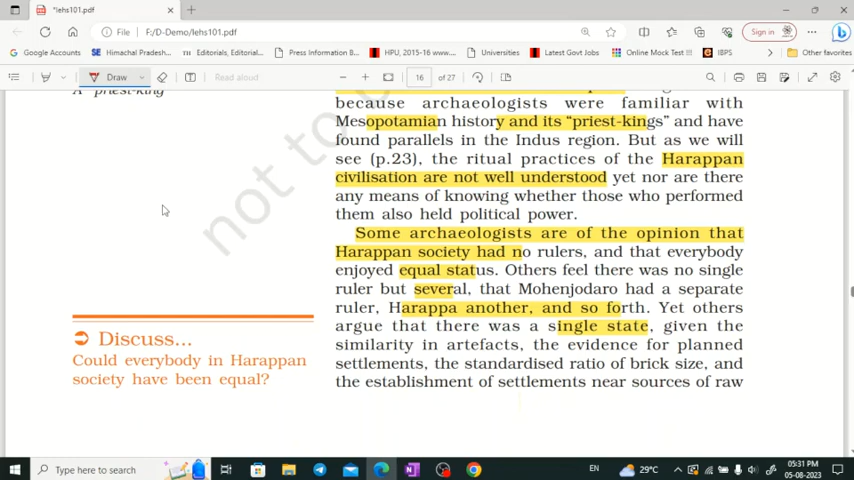 *lehs101.pdf
File
F:/D-Demo/lehs101.pdf
Sign in
Google Accounts
Himachal Pradesh...
Editorials, Editorial...
Press Information B...
HPU, 2015-16 www....
Universities
Latest Govt Jobs
Online Mock Test !!!
IBPS
Other favorites
Draw
Read aloud
16 of 27
A "priest-king"
because archaeologists were familiar with
Mesopotamian history and its "priest-kings" and have
found parallels in the Indus region. But as we will
see (p.23), the ritual practices of the Harappan
civilisation are not well understood yet nor are there
any means of knowing whether those who performed
them also held political power.
Some archaeologists are of the opinion that
Harappan society had no rulers, and that everybody
enjoyed equal status. Others feel there was no single
ruler but several, that Mohenjodaro had a separate
ruler, Harappa another, and so forth. Yet others
argue that there was a single state, given the
similarity in artefacts, the evidence for planned
settlements, the standardised ratio of brick size, and
the establishment of settlements near sources of raw
not to b
Discuss...
Could everybody in Harappan
society have been equal?
Type here to search
EN
29°C
05:31 PM
05-08-2023